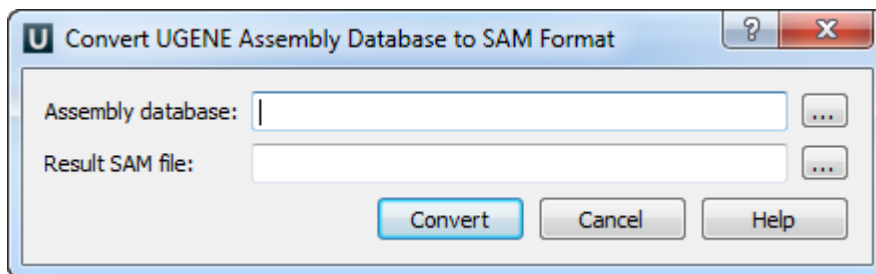 U Convert UGENE Assembly Database to SAM Format ? X
Assembly database: ...
Result SAM file: ...
Convert Cancel Help